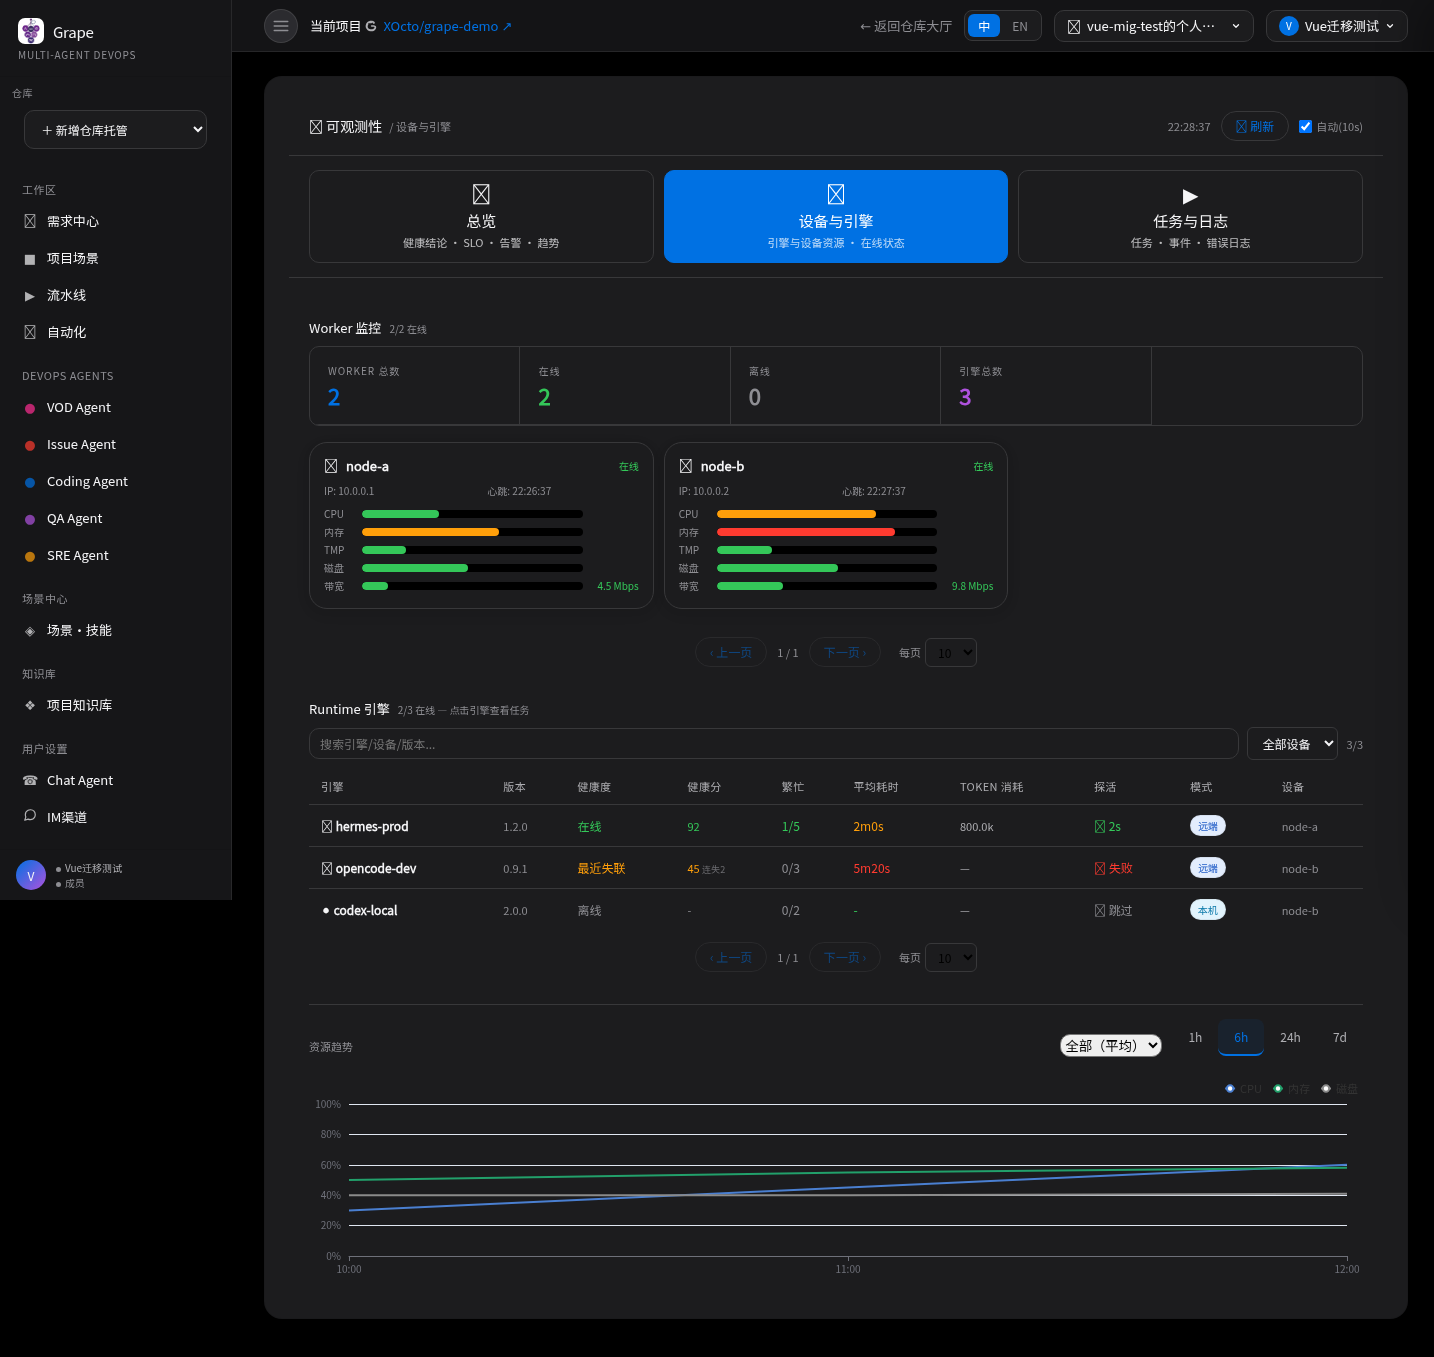 Grape
MULTI-AGENT DEVOPS
仓库
＋ 新增仓库托管
工作区
需求中心
项目场景
流水线
自动化
DEVOPS AGENTS
VOD Agent
Issue Agent
Coding Agent
QA Agent
SRE Agent
场景中心
场景・技能
知识库
项目知识库
用户设置
Chat Agent
IM渠道
V
Vue迁移测试
成员
当前项目 G XOcto/grape-demo ↗
← 返回仓库大厅
中 EN
vue-mig-test的个人…
V Vue迁移测试
可观测性 / 设备与引擎
22:28:37 刷新 自动(10s)
总览
健康结论 · SLO · 告警 · 趋势
设备与引擎
引擎与设备资源 · 在线状态
任务与日志
任务 · 事件 · 错误日志
Worker 监控 2/2 在线
WORKER 总数 在线 离线 引擎总数
2 2 0 3
node-a 在线
IP: 10.0.0.1 心跳: 22:26:37
CPU
内存
TMP
磁盘
带宽 4.5 Mbps
node-b 在线
IP: 10.0.0.2 心跳: 22:27:37
CPU
内存
TMP
磁盘
带宽 9.8 Mbps
‹ 上一页 1 / 1 下一页 › 每页 10
Runtime 引擎 2/3 在线 — 点击引擎查看任务
搜索引擎/设备/版本... 全部设备 3/3
引擎 版本 健康度 健康分 繁忙 平均耗时 TOKEN 消耗 探活 模式 设备
hermes-prod 1.2.0 在线 92 1/5 2m0s 800.0k 2s 远端 node-a
opencode-dev 0.9.1 最近失联 45 连失2 0/3 5m20s — 失败 远端 node-b
codex-local 2.0.0 离线 - 0/2 - — 跳过 本机 node-b
‹ 上一页 1 / 1 下一页 › 每页 10
资源趋势 全部（平均） 1h 6h 24h 7d
CPU 内存 磁盘
100%
80%
60%
40%
20%
0%
10:00 11:00 12:00